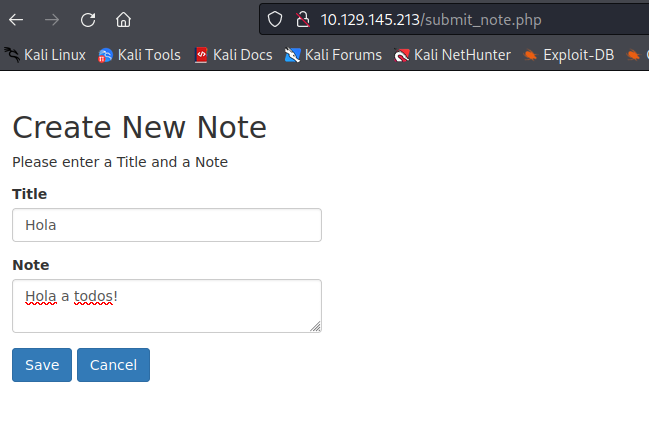 10.129.145.213/submit_note.php
Kali Linux Kali Tools Kali Docs Kali Forums Kali NetHunter Exploit-DB
Create New Note
Please enter a Title and a Note
Title
Hola
Note
Hola a todos!
Save Cancel